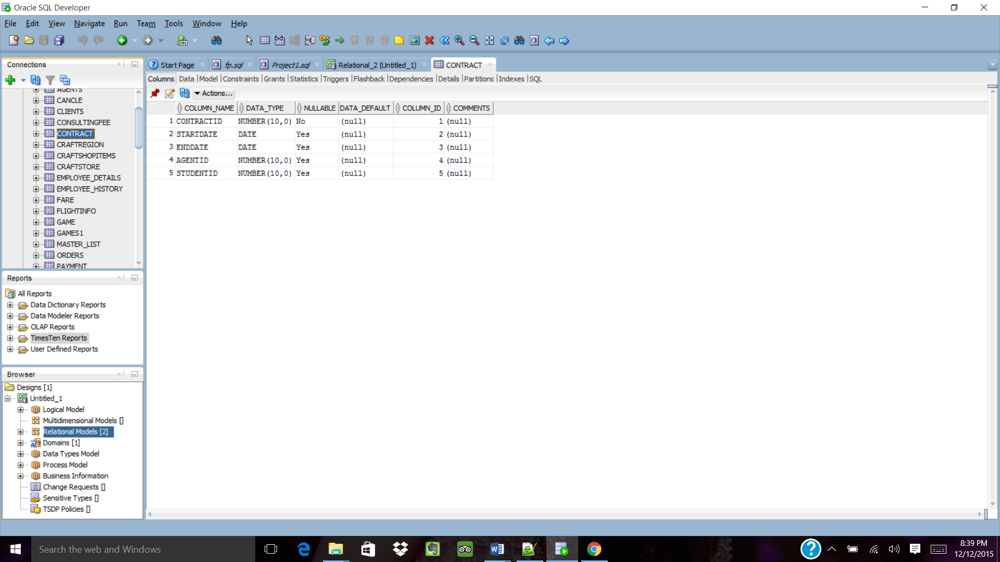 Oracle SQL Developer
File Edit View Navigate Run Team Tools Window Help
Connections
AGENTS
CANCLE
CLIENTS
CONSULTINGFEE
CONTRACT
CRAFTREGION
CRAFTSHOPITEMS
CRAFTSTORE
EMPLOYEE_DETAILS
EMPLOYEE_HISTORY
FARE
FLIGHTINFO
GAME
GAMES1
MASTER_LIST
ORDERS
PAYMENT
Reports
All Reports
Data Dictionary Reports
Data Modeler Reports
OLAP Reports
TimesTen Reports
User Defined Reports
Browser
Designs [1]
Untitled_1
Logical Model
Multidimensional Models []
Relational Models [2]
Domains [1]
Data Types Model
Process Model
Business Information
Change Requests []
Sensitive Types []
TSDP Policies []
Start Page fp.sql Project1.sql Relational_2 (Untitled_1) CONTRACT
Columns Data |Model |Constraints |Grants |Statistics |Triggers |Flashback |Dependencies |Details |Partitions |Indexes |SQL
Actions...
COLUMN_NAME DATA_TYPE NULLABLE DATA_DEFAULT COLUMN_ID COMMENTS
1 CONTRACTID NUMBER(10,0) No (null) 1 (null)
2 STARTDATE DATE Yes (null) 2 (null)
3 ENDDATE DATE Yes (null) 3 (null)
4 AGENTID NUMBER(10,0) Yes (null) 4 (null)
5 STUDENTID NUMBER(10,0) Yes (null) 5 (null)
Search the web and Windows
8:39 PM
12/12/2015